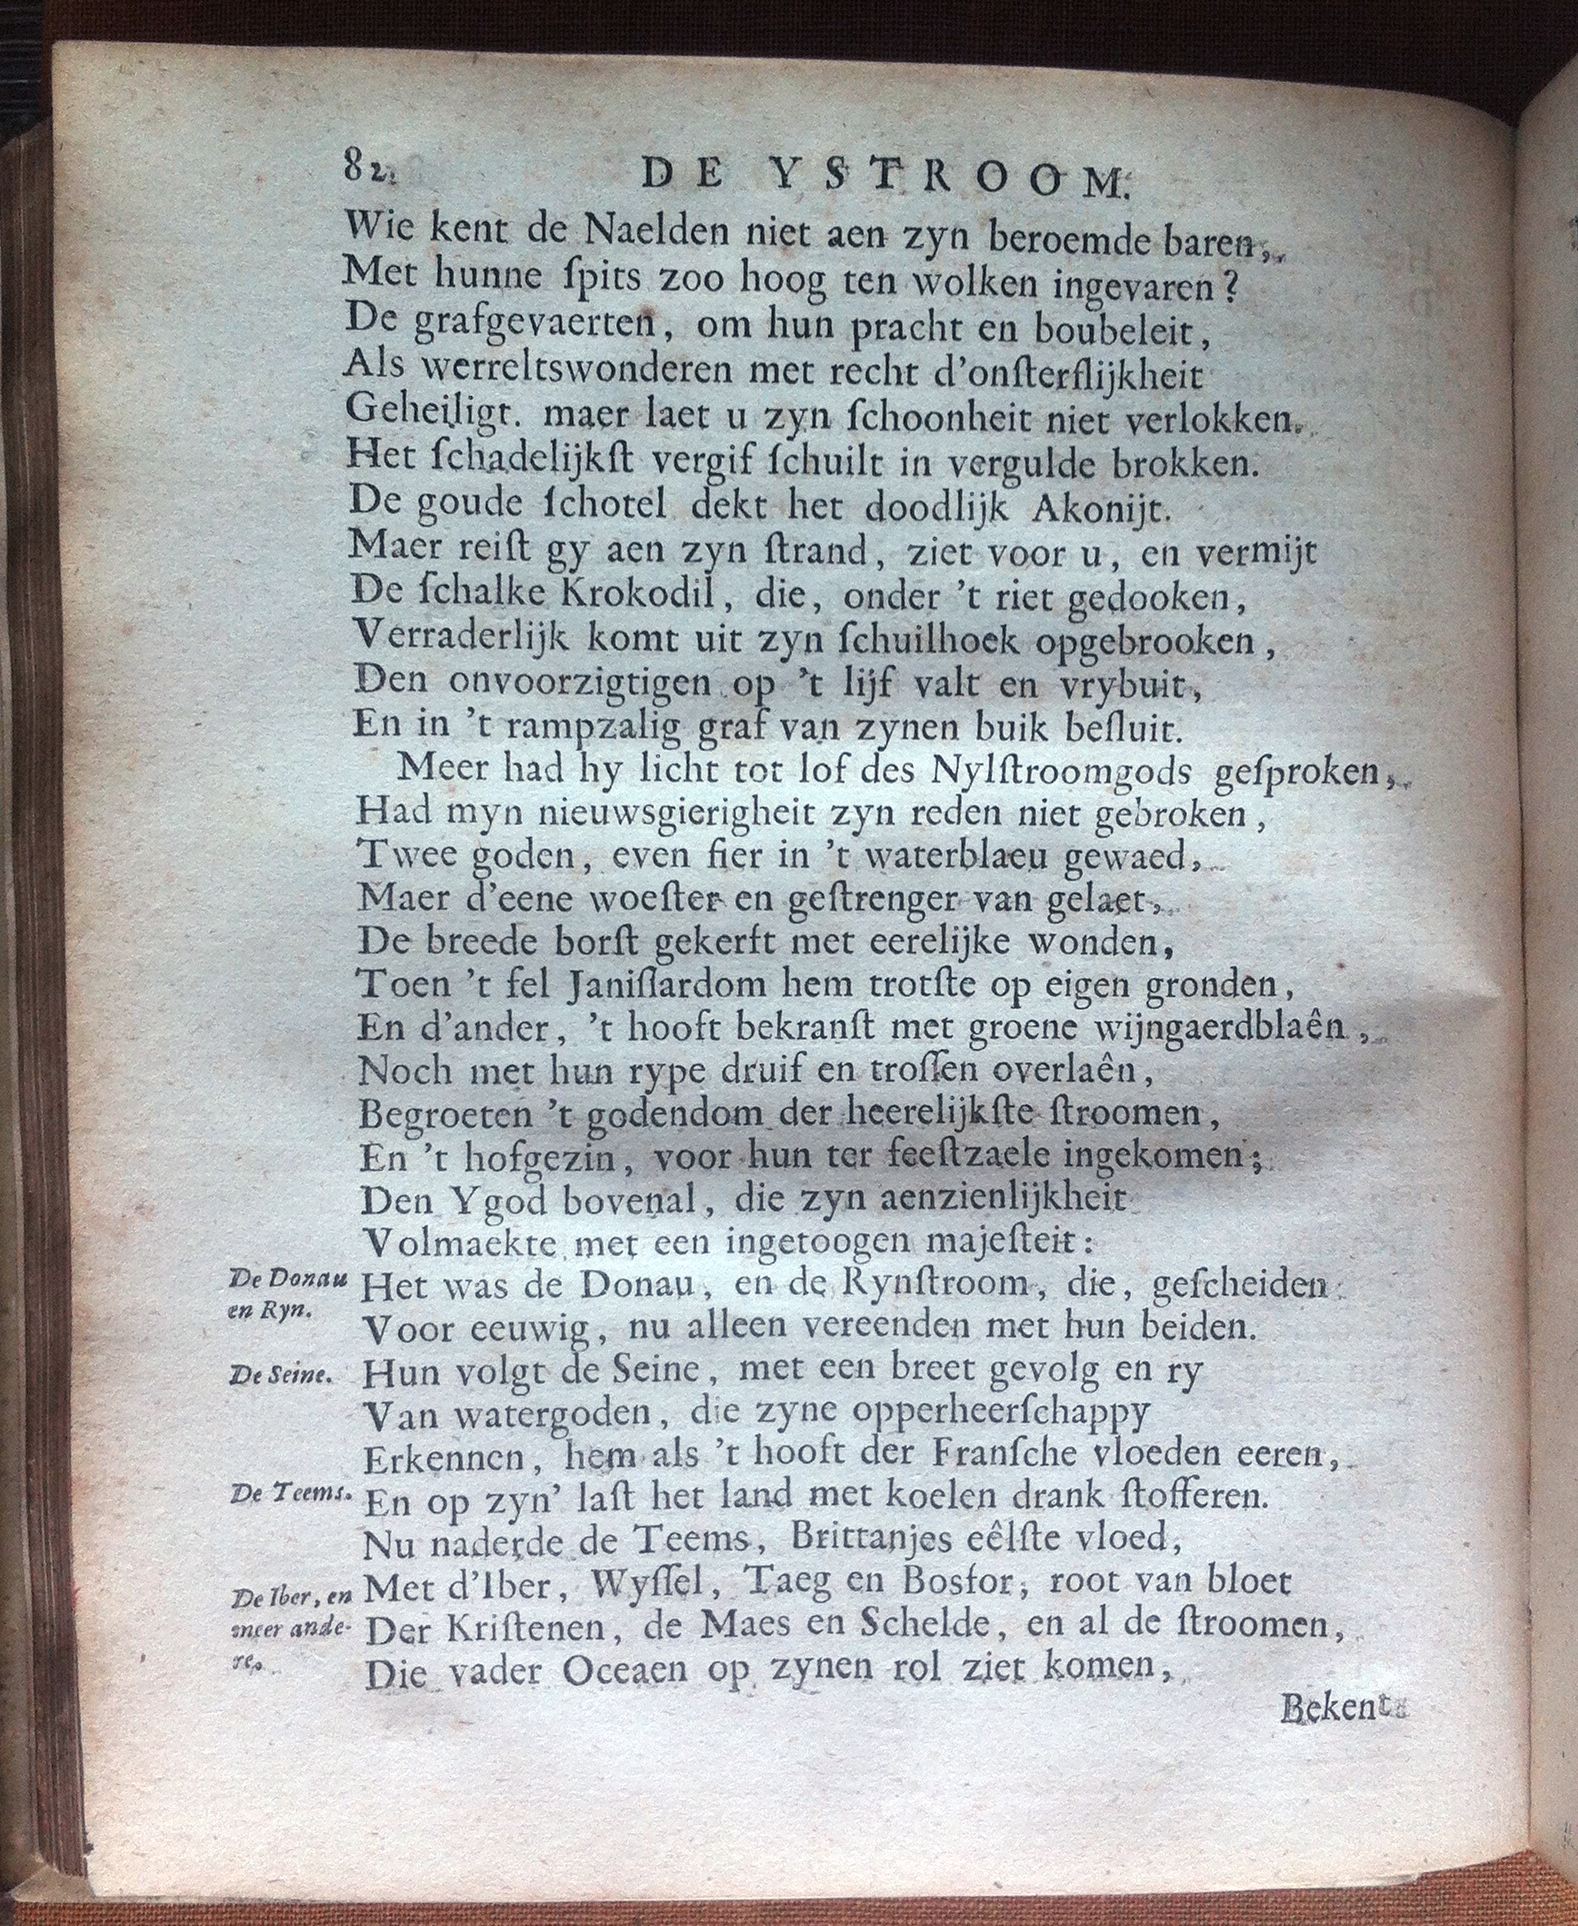 82 DE YSTROOM.
Wie kent de Naelden niet aen zyn beroemde baren,
Met hunne ſpits zoo hoog ten wolken ingevaren?
De grafgevaerten, om hun pracht en boubeleit,
Als werreltswonderen met recht d'onſterflijkheit
Geheiligt. maer laet u zyn ſchoonheit niet verlokken.
Het ſchadelijkſt vergif ſchuilt in vergulde brokken.
De goude ſchotel dekt het doodlijk Akonijt.
Maer reiſt gy aen zyn ſtrand, ziet voor u, en vermijt
De ſchalke Krokodil, die, onder 't riet gedooken,
Verraderlijk komt uit zyn ſchuilhoek opgebrooken,
Den onvoorzigtigen op 't lijf valt en vrybuit,
En in 't rampzalig graf van zynen buik beſluit.
Meer had hy licht tot lof des Nylſtroomgods geſproken,
Had myn nieuwsgierigheit zyn reden niet gebroken,
Twee goden, even fier in 't waterblaeu gewaed,
Maer d'eene woeſter en geſtrenger van gelaet,
De breede borſt gekerft met eerelijke wonden,
Toen 't fel Janiſſardom hem trotſte op eigen gronden,
En d'ander, 't hooft bekranſt met groene wijngaerdblaên,
Noch met hun rype druif en troſſen overlaên,
Begroeten 't godendom der heerelijkſte ſtroomen,
En 't hofgezin, voor hun ter feeſtzaele ingekomen;
Den Ygod bovenal, die zyn aenzienlijkheit
Volmaekte met een ingetoogen majeſteit:
De Donau Het was de Donau, en de Rynſtroom, die, geſcheiden
en Ryn. Voor eeuwig, nu alleen vereenden met hun beiden.
De Seine. Hun volgt de Seine, met een breet gevolg en ry
Van watergoden, die zyne opperheerſchappy
Erkennen, hem als 't hooft der Franſche vloeden eeren,
De Teems. En op zyn' laſt het land met koelen drank ſtofferen.
Nu naderde de Teems, Brittanjes eêlſte vloed,
De Iber, en Met d'Iber, Wyſſel, Taeg en Bosfor, root van bloet
meer ande- Der Kriſtenen, de Maes en Schelde, en al de ſtroomen,
re. Die vader Oceaen op zynen rol ziet komen,
Bekent